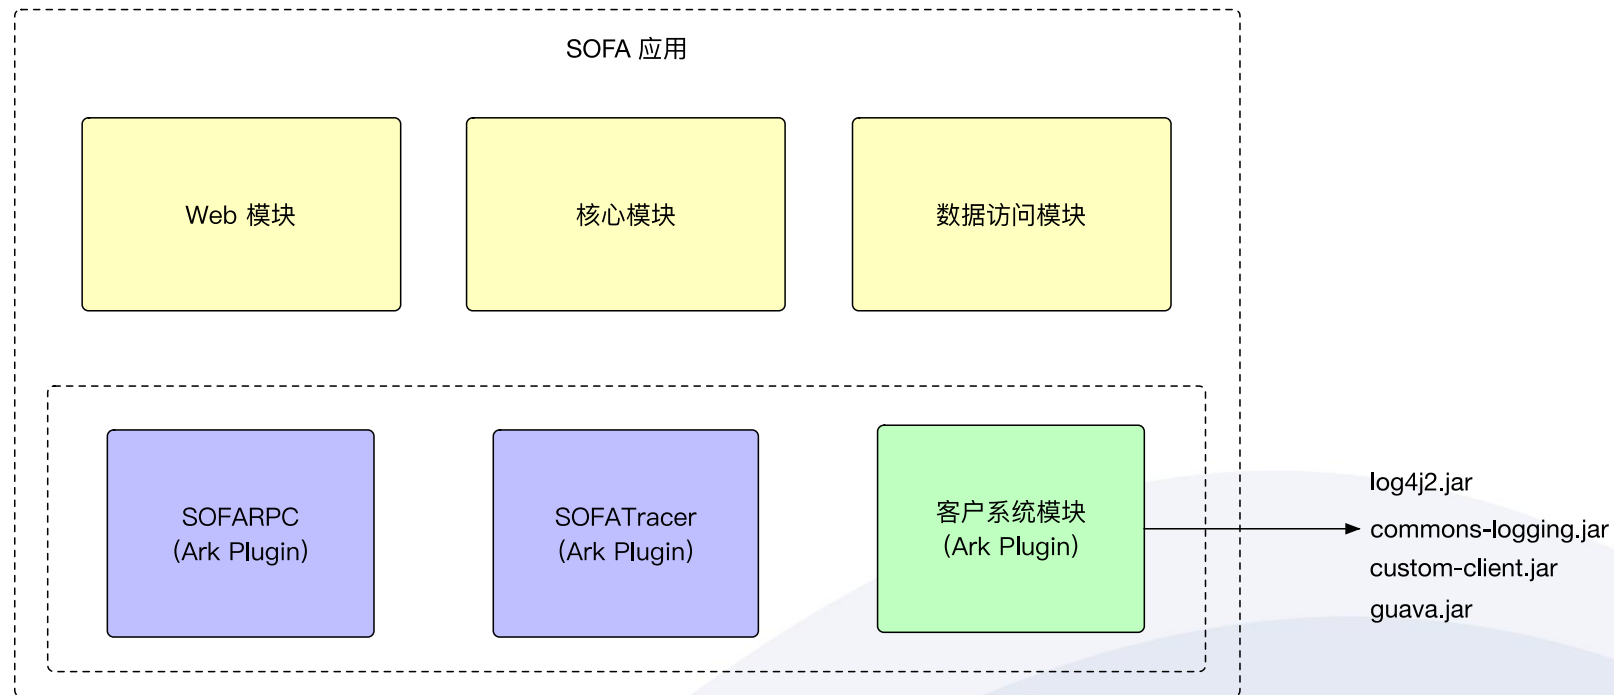 SOFA 应用
Web 模块
核心模块
数据访问模块
SOFARPC
(Ark Plugin)
SOFATracer
(Ark Plugin)
客户系统模块
(Ark Plugin)
log4j2.jar
commons-logging.jar
custom-client.jar
guava.jar